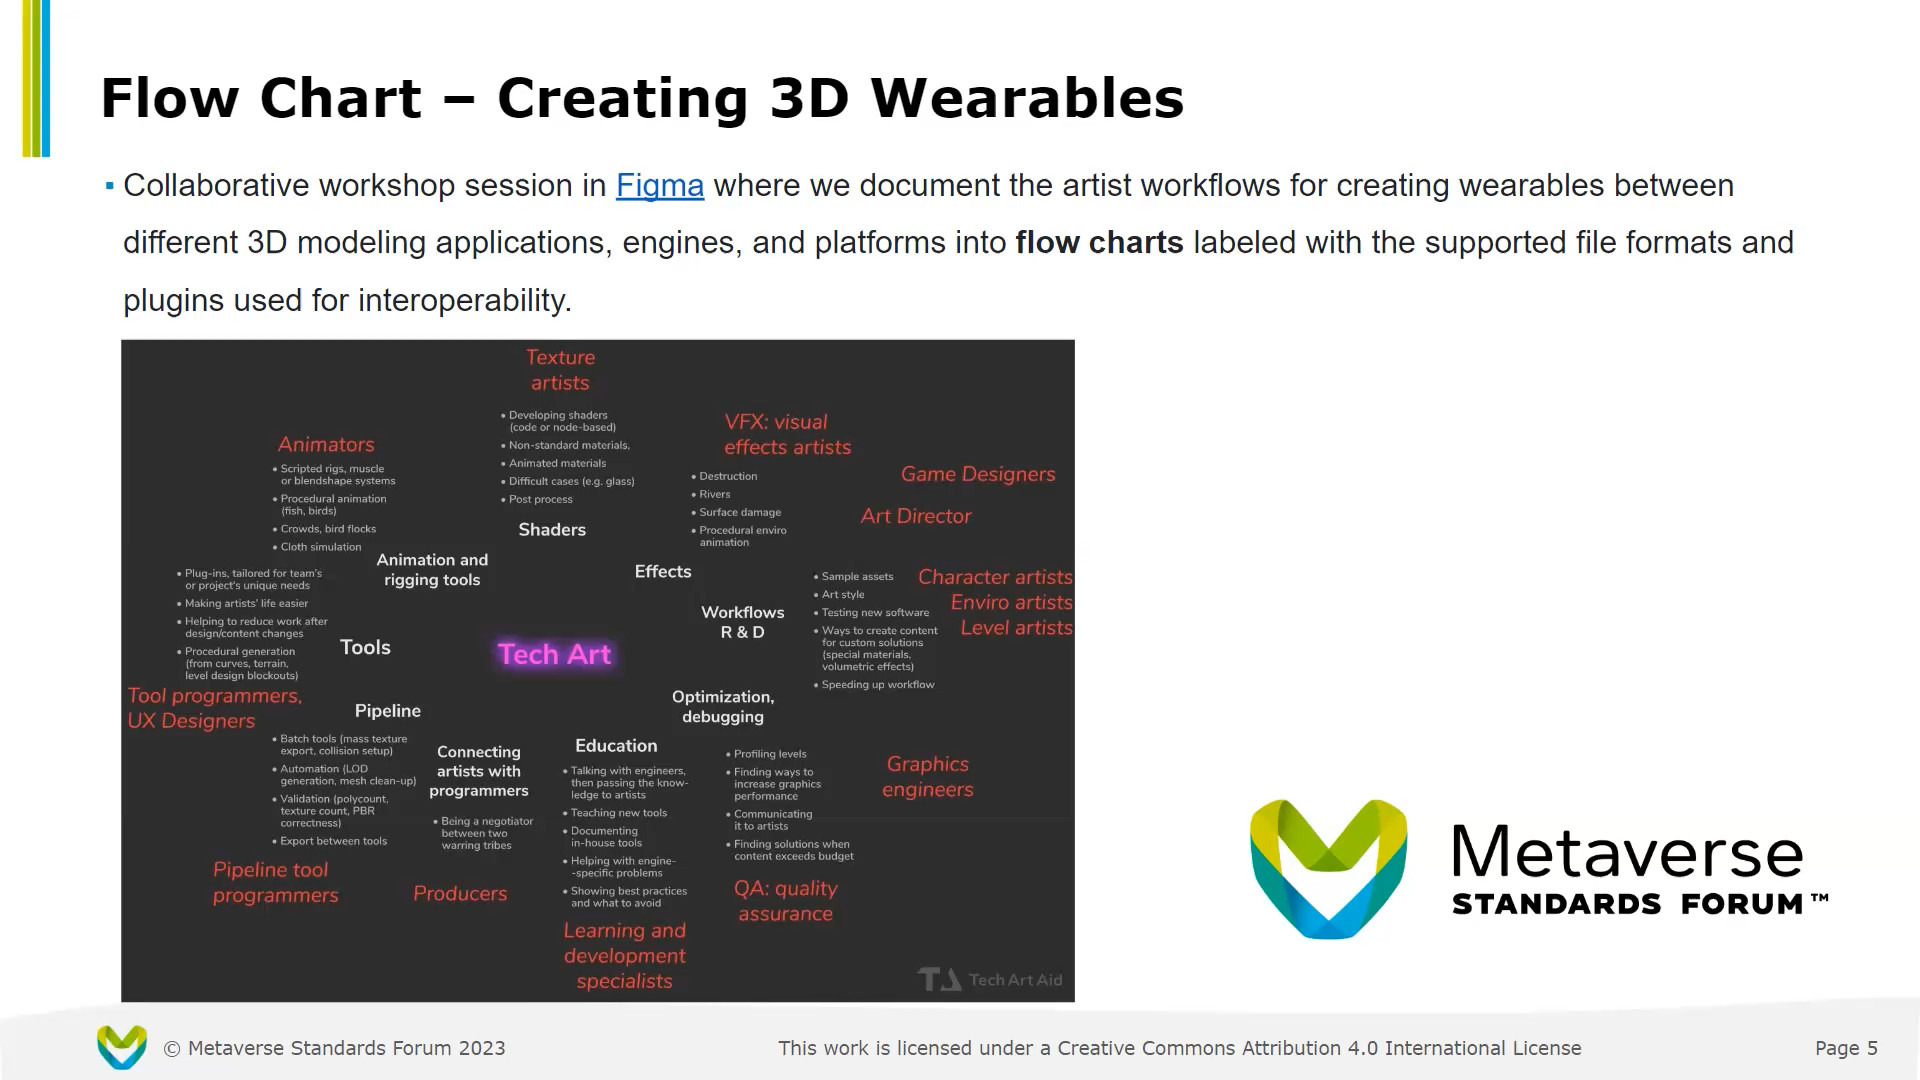 Flow Chart – Creating 3D Wearables
▪ Collaborative workshop session in Figma where we document the artist workflows for creating wearables between
different 3D modeling applications, engines, and platforms into flow charts labeled with the supported file formats and
plugins used for interoperability.
Texture
artists
• Developing shaders
(code or node-based)
• Non-standard materials,
• Animated materials
• Difficult cases (e.g. glass)
• Post process
Shaders
Animators
• Scripted rigs, muscle
or blendshape systems
• Procedural animation
(fish, birds)
• Crowds, bird flocks
• Cloth simulation
Animation and
rigging tools
VFX: visual
effects artists
• Destruction
• Rivers
• Surface damage
• Procedural enviro
animation
Effects
Game Designers
Art Director
Character artists
Enviro artists
Level artists
• Sample assets
• Art style
• Testing new software
• Ways to create content
for custom solutions
(special materials,
volumetric effects)
• Speeding up workflow
Workflows
R & D
• Plug-ins, tailored for team's
or project's unique needs
• Making artists' life easier
• Helping to reduce work after
design/content changes
• Procedural generation
(from curves, terrain,
level design blockouts)
Tools
Tool programmers,
UX Designers
Tech Art
Pipeline
• Batch tools (mass texture
export, collision setup)
• Automation (LOD
generation, mesh clean-up)
• Validation (polycount,
texture count, PBR
correctness)
• Export between tools
Pipeline tool
programmers
Connecting
artists with
programmers
• Being a negotiator
between two
warring tribes
Producers
Education
• Talking with engineers,
then passing the know-
ledge to artists
• Teaching new tools
• Documenting
in-house tools
• Helping with engine-
-specific problems
• Showing best practices
and what to avoid
Learning and
development
specialists
Optimization,
debugging
• Profiling levels
• Finding ways to
increase graphics
performance
• Communicating
it to artists
• Finding solutions when
content exceeds budget
Graphics
engineers
QA: quality
assurance
TA Tech Art Aid
Metaverse
STANDARDS FORUM™
© Metaverse Standards Forum 2023
This work is licensed under a Creative Commons Attribution 4.0 International License
Page 5